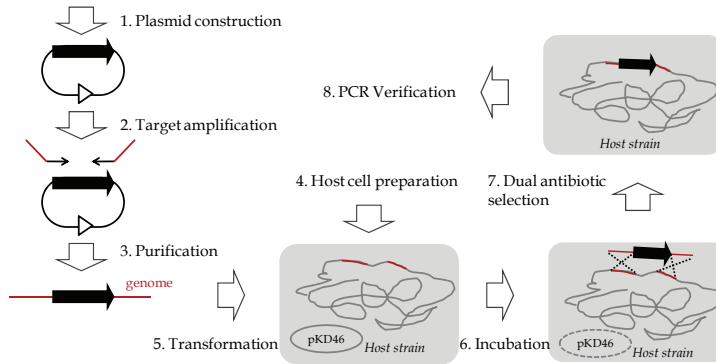 1. Plasmid construction
2. Target amplification
3. Purification
genome
5. Transformation
4. Host cell preparation
pKD46
Host strain
6. Incubation
pKD46
Host strain
7. Dual antibiotic
selection
Host strain
8. PCR Verification